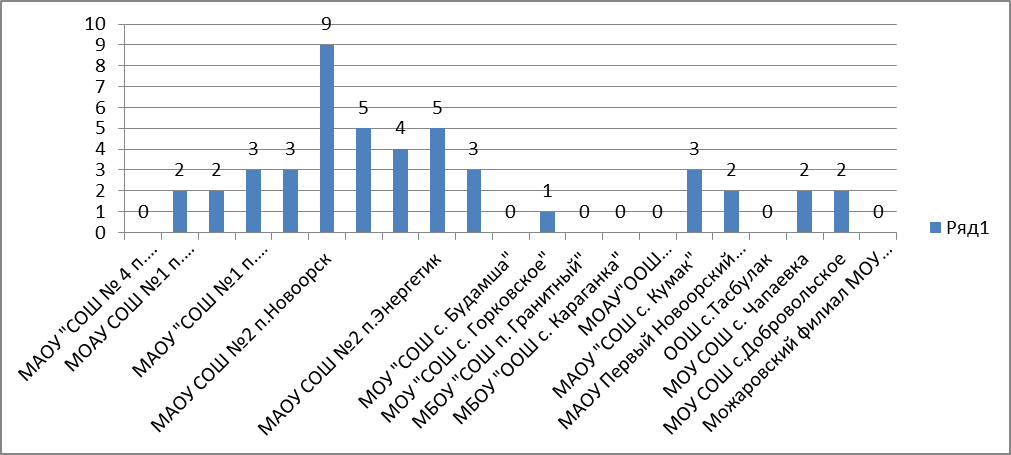 10
9
8
7
6
5
4
3
2
1
0
0
2
2
3
3
9
5
4
5
3
0
1
0
0
0
3
2
0
2
2
0
МАОУ "СОШ № 4 п.…
МОАУ СОШ №1 п.…
МАОУ "СОШ №1 п.…
МАОУ СОШ №2 п.Новоорск
МАОУ СОШ №2 п.Энергетик
МОУ "СОШ с. Будамша"
МОУ "СОШ с. Горковское"
МБОУ "СОШ п. Гранитный"
МБОУ "ООШ с. Караганка"
МОАУ"ООШ…
МАОУ "СОШ с. Кумак"
МАОУ Первый Новоорский…
ООШ с.Тасбулак
МОУ СОШ с. Чапаевка
МОУ СОШ с.Добровольское
Можаровский филиал МОУ…
Ряд1